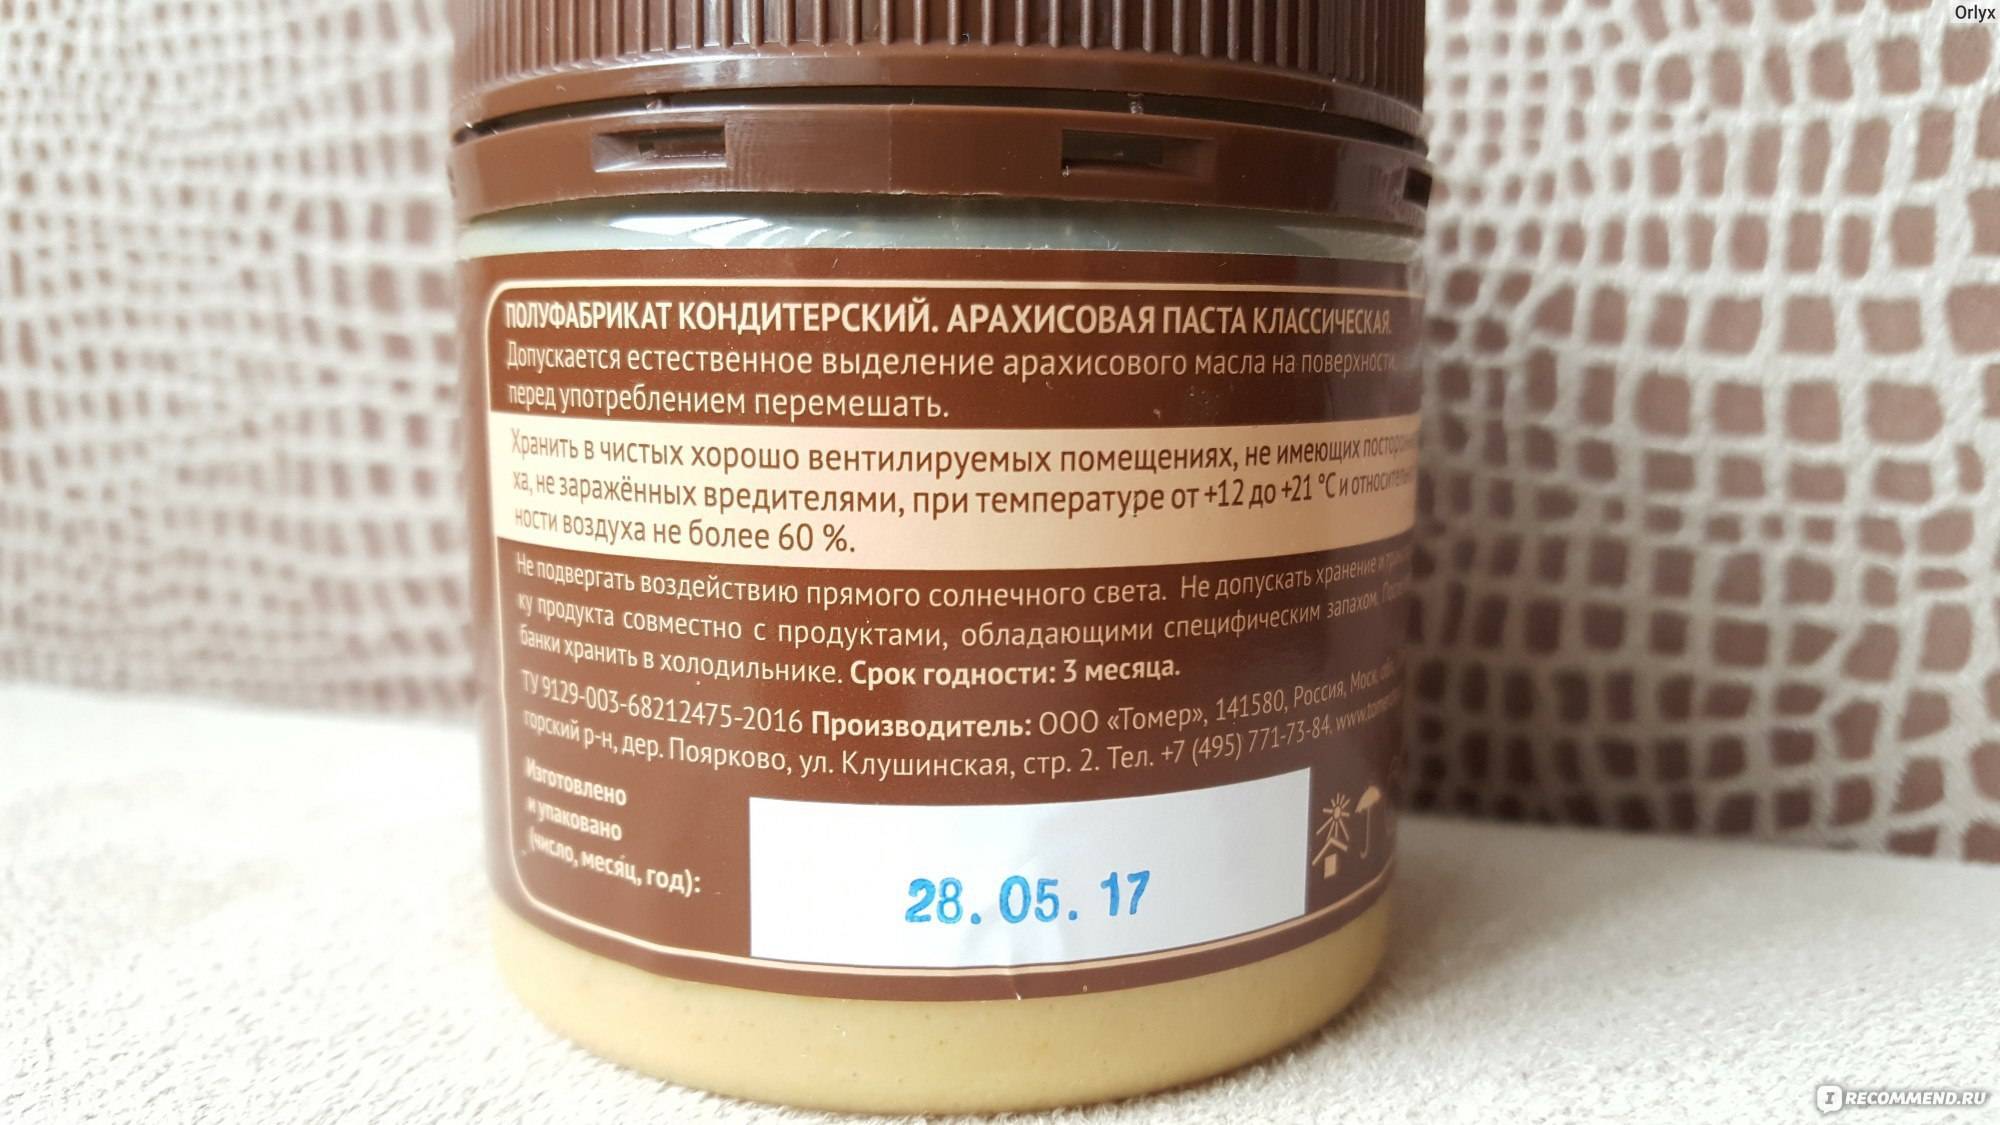 Orlyx
ПОЛУФАБРИКАТ КОНДИТЕРСКИЙ. АРАХИСОВАЯ ПАСТА КЛАССИЧЕСКАЯ.
Допускается естественное выделение арахисового масла на поверхности,
перед употреблением перемешать.
Хранить в чистых хорошо вентилируемых помещениях, не имеющих
ха, не заражённых вредителями, при температуре от +12 до +21 °С и
ности воздуха не более 60 %.
Не подвергать воздействию прямого солнечного света. Не допускать хранение и
ку продукта совместно с продуктами, обладающими специфическим запахом.
банки хранить в холодильнике. Срок годности: 3 месяца.
ТУ 9129-003-68212475-2016 Производитель: ООО «Томер», 141580, Россия, Моск.
горский р-н, дер. Поярково, ул. Клушинская, стр. 2. Тел. +7 (495) 771-73-84.
Изготовлено
и упаковано
(число, месяц, год):
28. 05. 17
I RECOMMEND.RU